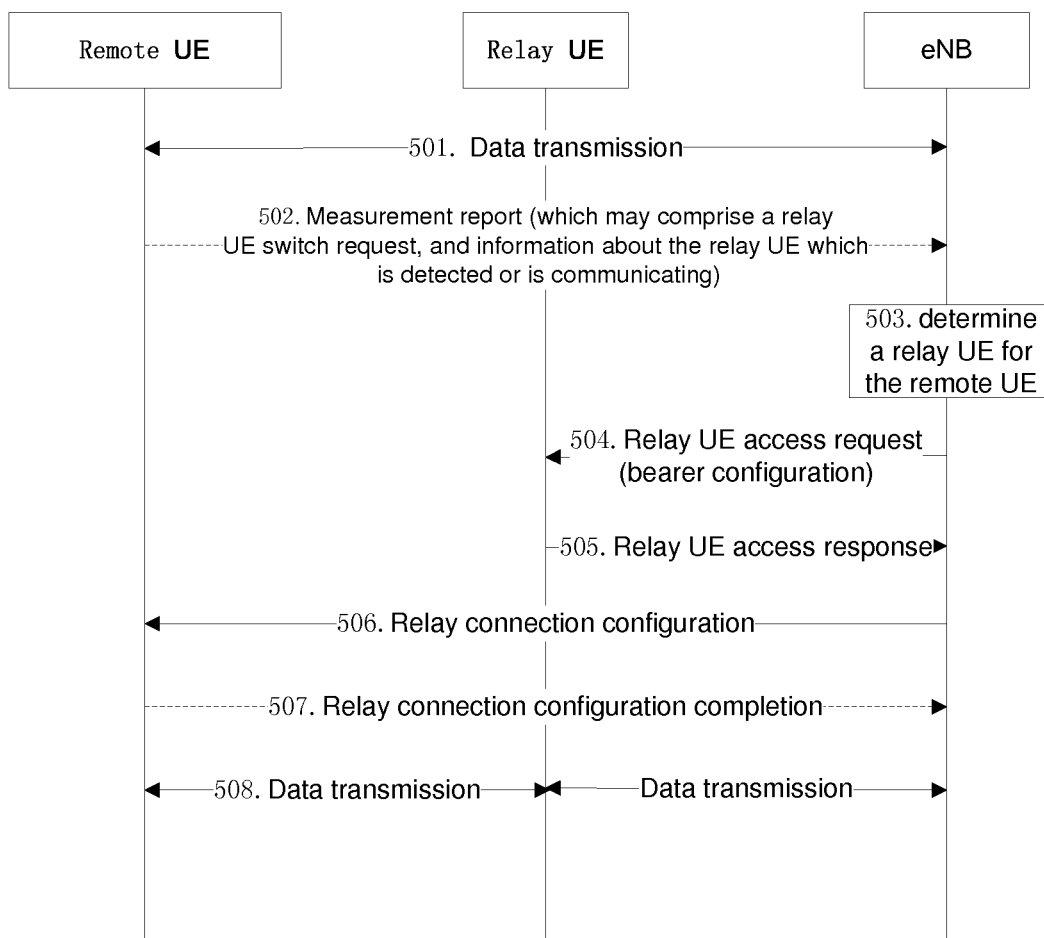 Remote UE
Relay UE
eNB
501. Data transmission
502. Measurement report (which may comprise a relay
UE switch request, and information about the relay UE which
is detected or is communicating)
503. determine
a relay UE for
the remote UE
504. Relay UE access request
(bearer configuration)
505. Relay UE access response
506. Relay connection configuration
507. Relay connection configuration completion
508. Data transmission
Data transmission